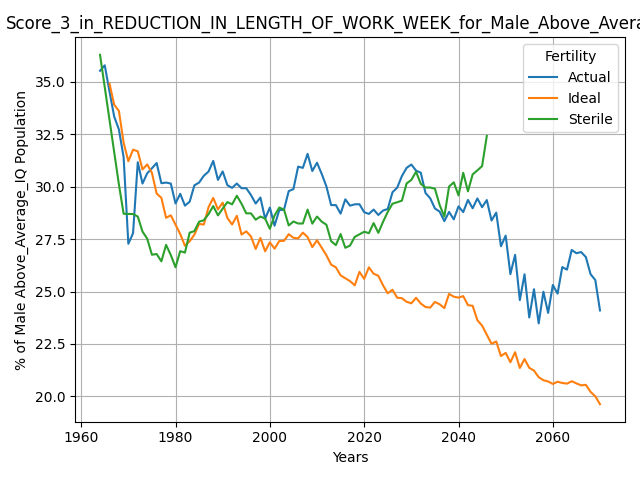 Score_3_in_REDUCTION_IN_LENGTH_OF_WORK_WEEK_for_Male_Above_Avera
% of Male Above_Average_IQ Population
35.0
32.5
30.0
27.5
25.0
22.5
20.0
Fertility
Actual
Ideal
Sterile
1960 1980 2000 2020 2040 2060
Years